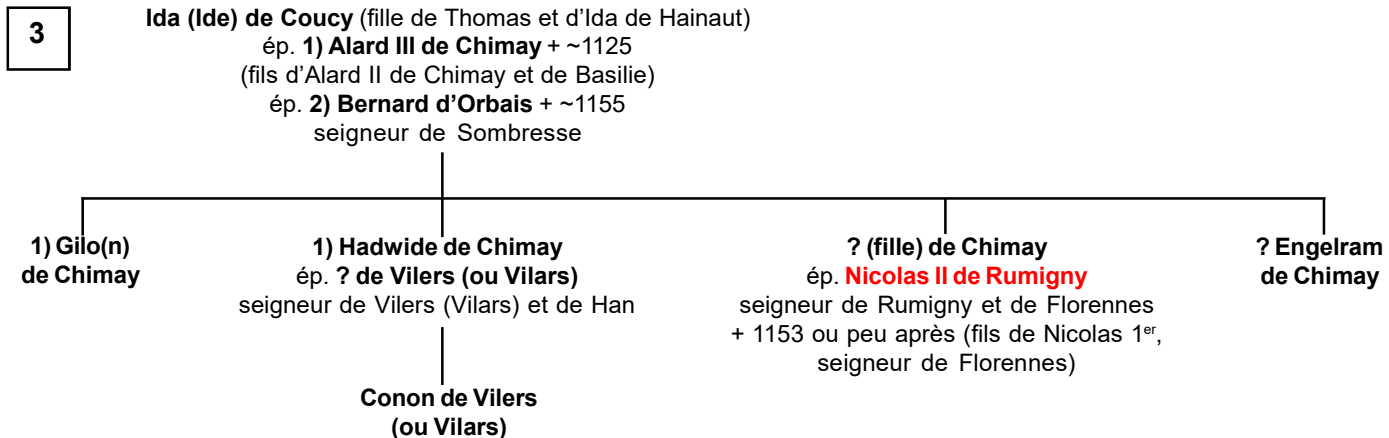 3
Ida (Ide) de Coucy (fille de Thomas et d'Ida de Hainaut)
ép. 1) Alard III de Chimay + ~1125
(fils d'Alard II de Chimay et de Basilie)
ép. 2) Bernard d'Orbais + ~1155
seigneur de Sombresse
1) Gilo(n)
de Chimay
1) Hadwide de Chimay
ép. ? de Vilers (ou Vilars)
seigneur de Vilers (Vilars) et de Han
Conon de Vilers
(ou Vilars)
? (fille) de Chimay
ép. Nicolas II de Rumigny
seigneur de Rumigny et de Florennes
+ 1153 ou peu après (fils de Nicolas 1er,
seigneur de Florennes)
? Engelram
de Chimay